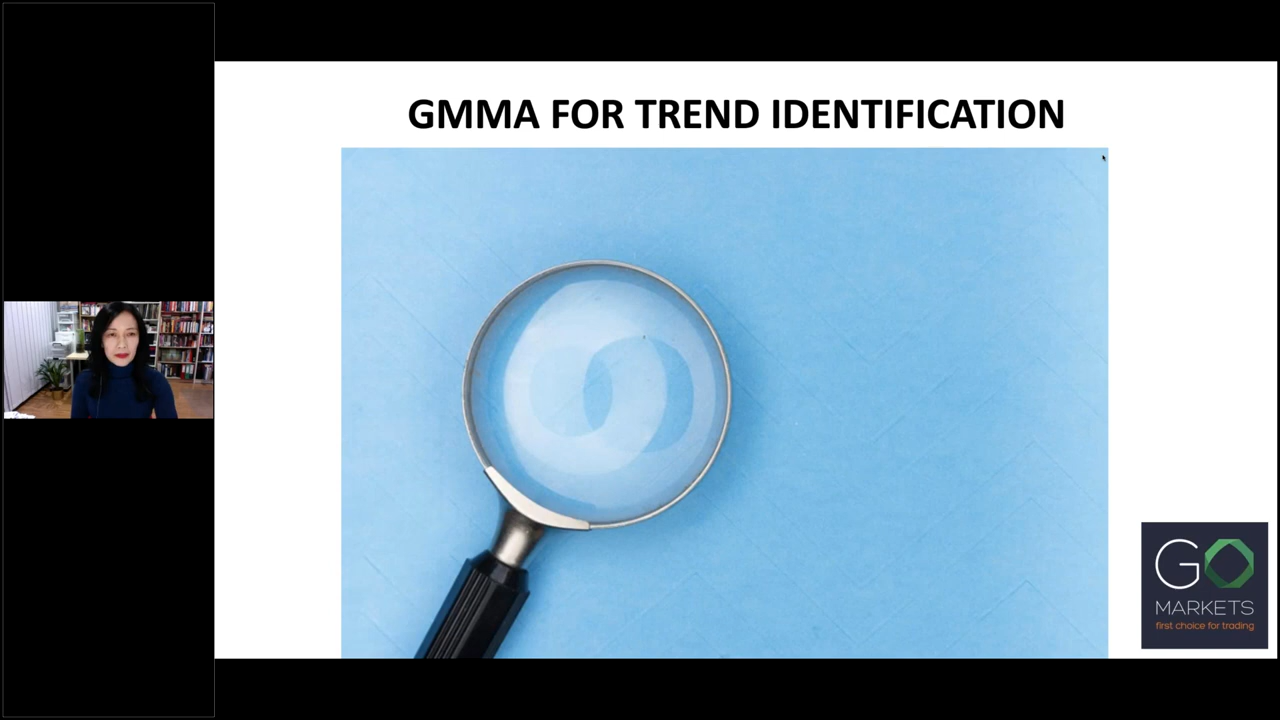 GMMA FOR TREND IDENTIFICATION
GO
MARKETS
first choice for trading